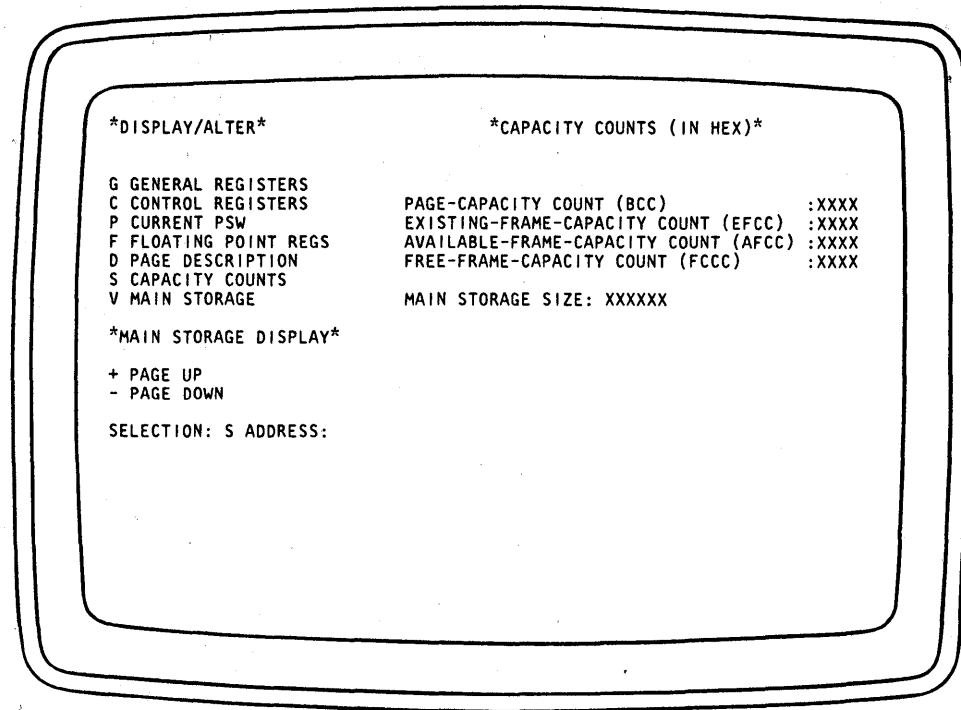 *DISPLAY/ALTER* *CAPACITY COUNTS (IN HEX)*
G GENERAL REGISTERS
C CONTROL REGISTERS PAGE-CAPACITY COUNT (BCC) :XXXX
P CURRENT PSW EXISTING-FRAME-CAPACITY COUNT (EFCC) :XXXX
F FLOATING POINT REGS AVAILABLE-FRAME-CAPACITY COUNT (AFCC) :XXXX
D PAGE DESCRIPTION FREE-FRAME-CAPACITY COUNT (FCCC) :XXXX
S CAPACITY COUNTS
V MAIN STORAGE MAIN STORAGE SIZE: XXXXXX
*MAIN STORAGE DISPLAY*
+ PAGE UP
- PAGE DOWN
SELECTION: S ADDRESS: